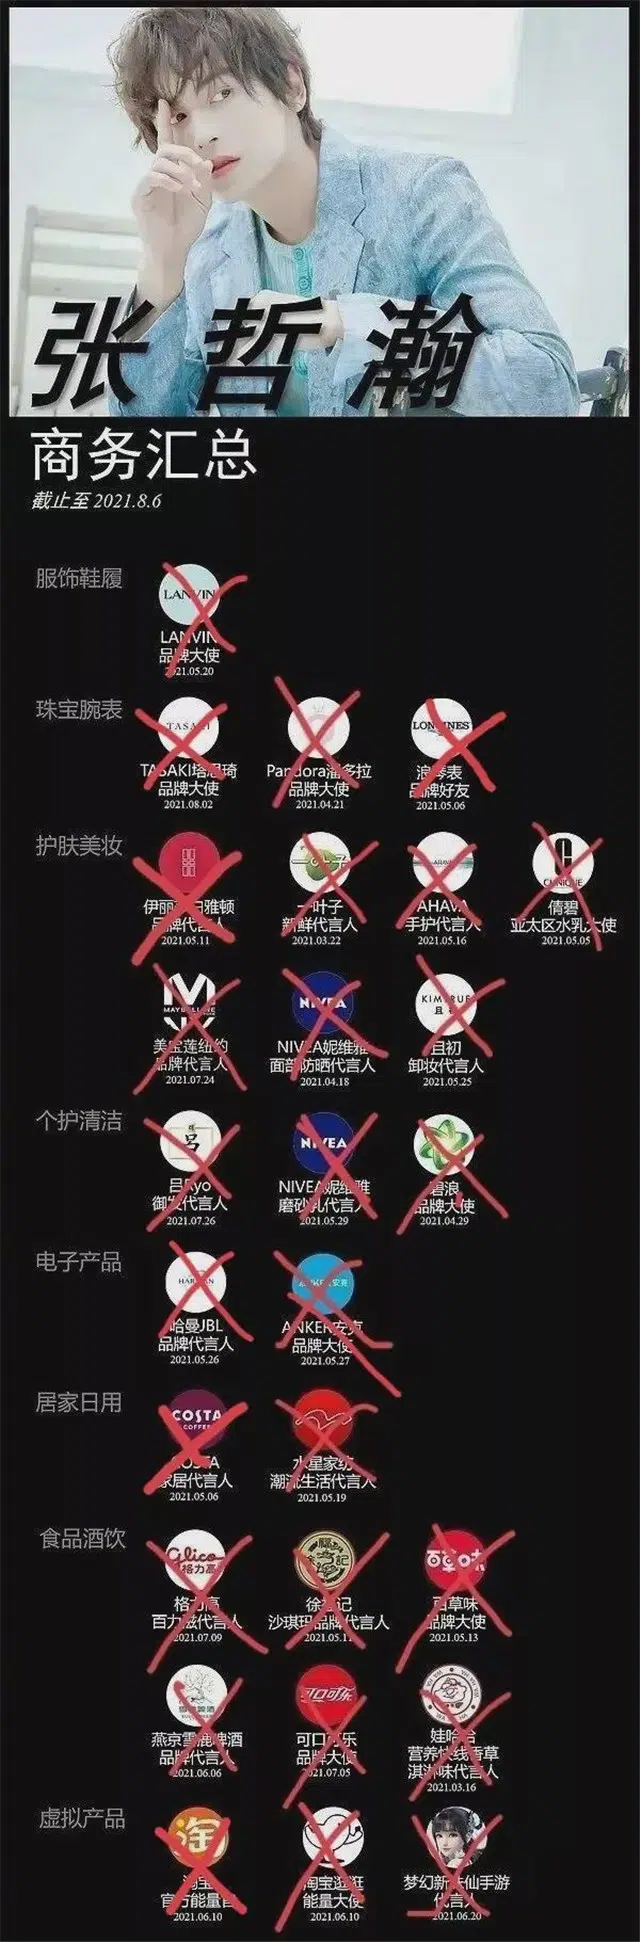 张哲瀚
商务汇总
截止至 2021.8.6
服饰鞋履
LANVIN
LANVIN
品牌大使
2021.05.20
珠宝腕表
TASAKI
TASAKI塔思琦
品牌大使
2021.08.02
Pandora潘多拉
品牌大使
2021.04.21
LONGINES
浪琴表
品牌好友
2021.05.06
护肤美妆
伊丽莎白雅顿
品牌代言人
2021.05.11
一叶子
一叶子
新鲜代言人
2021.03.22
AHAVA
AHAVA
手护代言人
2021.05.16
CLINIQUE
倩碧
亚太区水乳大使
2021.05.05
MAYBELLINE
美宝莲纽约
品牌代言人
2021.07.24
NIVEA
NIVEA妮维雅
面部防晒代言人
2021.04.18
KIMTRUE
且初
且初
卸妆代言人
2021.05.25
个护清洁
吕
吕Ryo
御发代言人
2021.07.26
NIVEA
NIVEA妮维雅
磨砂乳代言人
2021.05.29
碧浪
品牌大使
2021.04.29
电子产品
HARMAN
哈曼JBL
品牌代言人
2021.05.26
ANKER安克
ANKER安克
品牌大使
2021.05.27
居家日用
COSTA
COFFEE
COSTA
家居代言人
2021.05.06
水星家纺
潮流生活代言人
2021.05.19
食品酒饮
Glico
格力高
格力高
百力滋代言人
2021.07.09
徐福记
沙琪玛品牌代言人
2021.05.11
百草味
百草味
品牌大使
2021.05.13
燕京雪鹿啤酒
品牌代言人
2021.06.06
可口可乐
可口可乐
品牌大使
2021.07.05
娃哈哈
营养快线香草
淇淋味代言人
2021.03.16
虚拟产品
淘
淘宝
官方能量官
2021.06.10
淘宝逛逛
能量大使
2021.06.10
梦幻新诛仙手游
代言人
2021.06.20